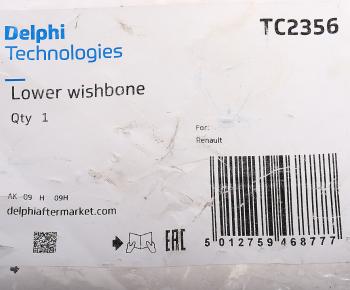 Delphi
Technologies
TC2356
Lower wishbone
Qty 1
For:
Renault
AK 09 H 09H
delphiaftermarket.com
EAC
5 012759 468777